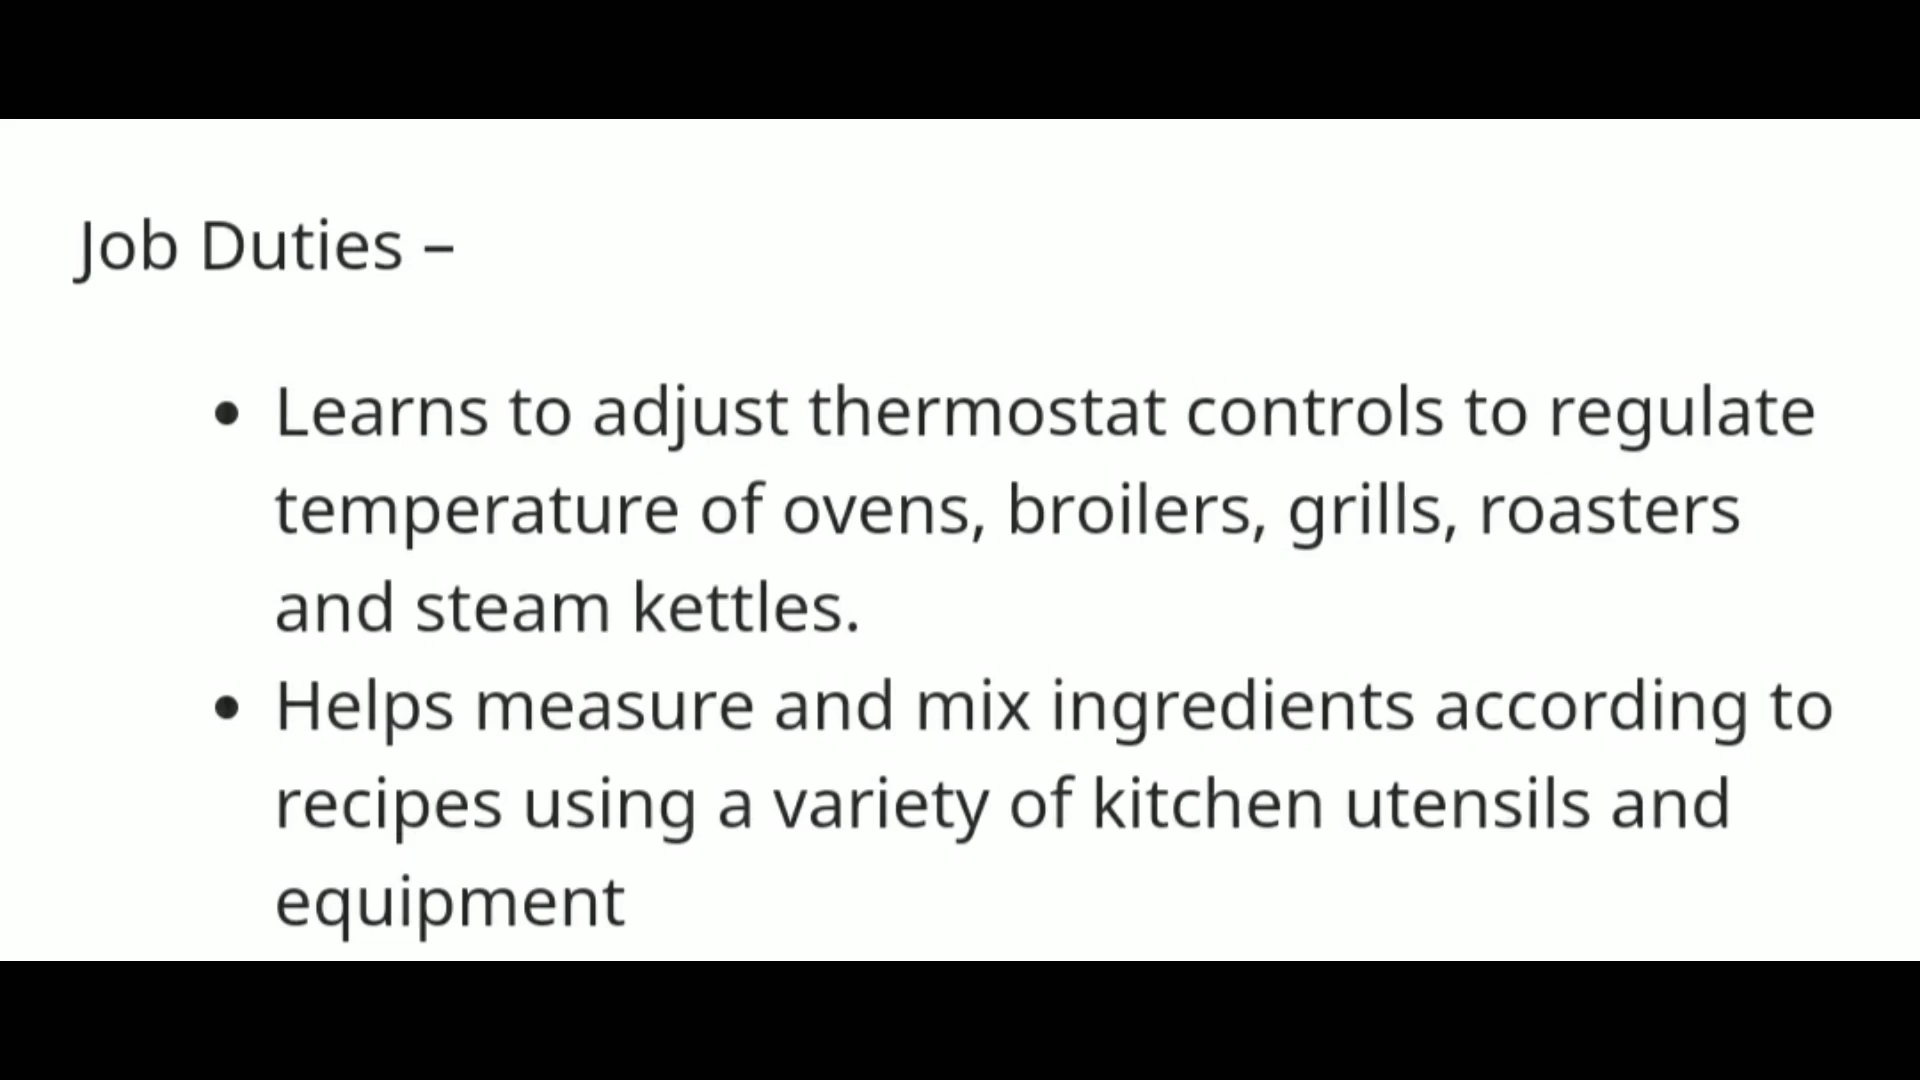 Job Duties –
• Learns to adjust thermostat controls to regulate
temperature of ovens, broilers, grills, roasters
and steam kettles.
• Helps measure and mix ingredients according to
recipes using a variety of kitchen utensils and
equipment